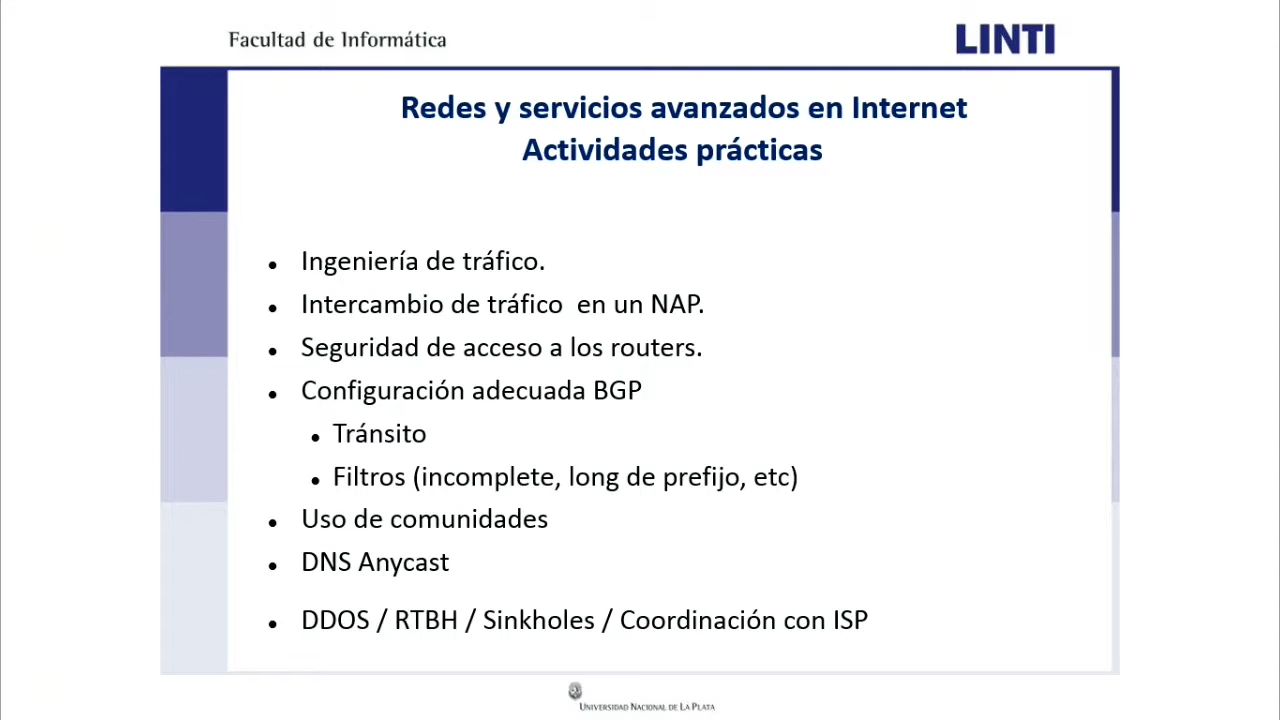 Facultad de Informática
LINTI
Redes y servicios avanzados en Internet
Actividades prácticas
• Ingeniería de tráfico.
• Intercambio de tráfico  en un NAP.
• Seguridad de acceso a los routers.
• Configuración adecuada BGP
• Tránsito
• Filtros (incomplete, long de prefijo, etc)
• Uso de comunidades
• DNS Anycast
• DDOS / RTBH / Sinkholes / Coordinación con ISP
UNIVERSIDAD NACIONAL DE LA PLATA